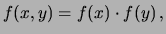 f(x, y) = f(x) · f(y) ,